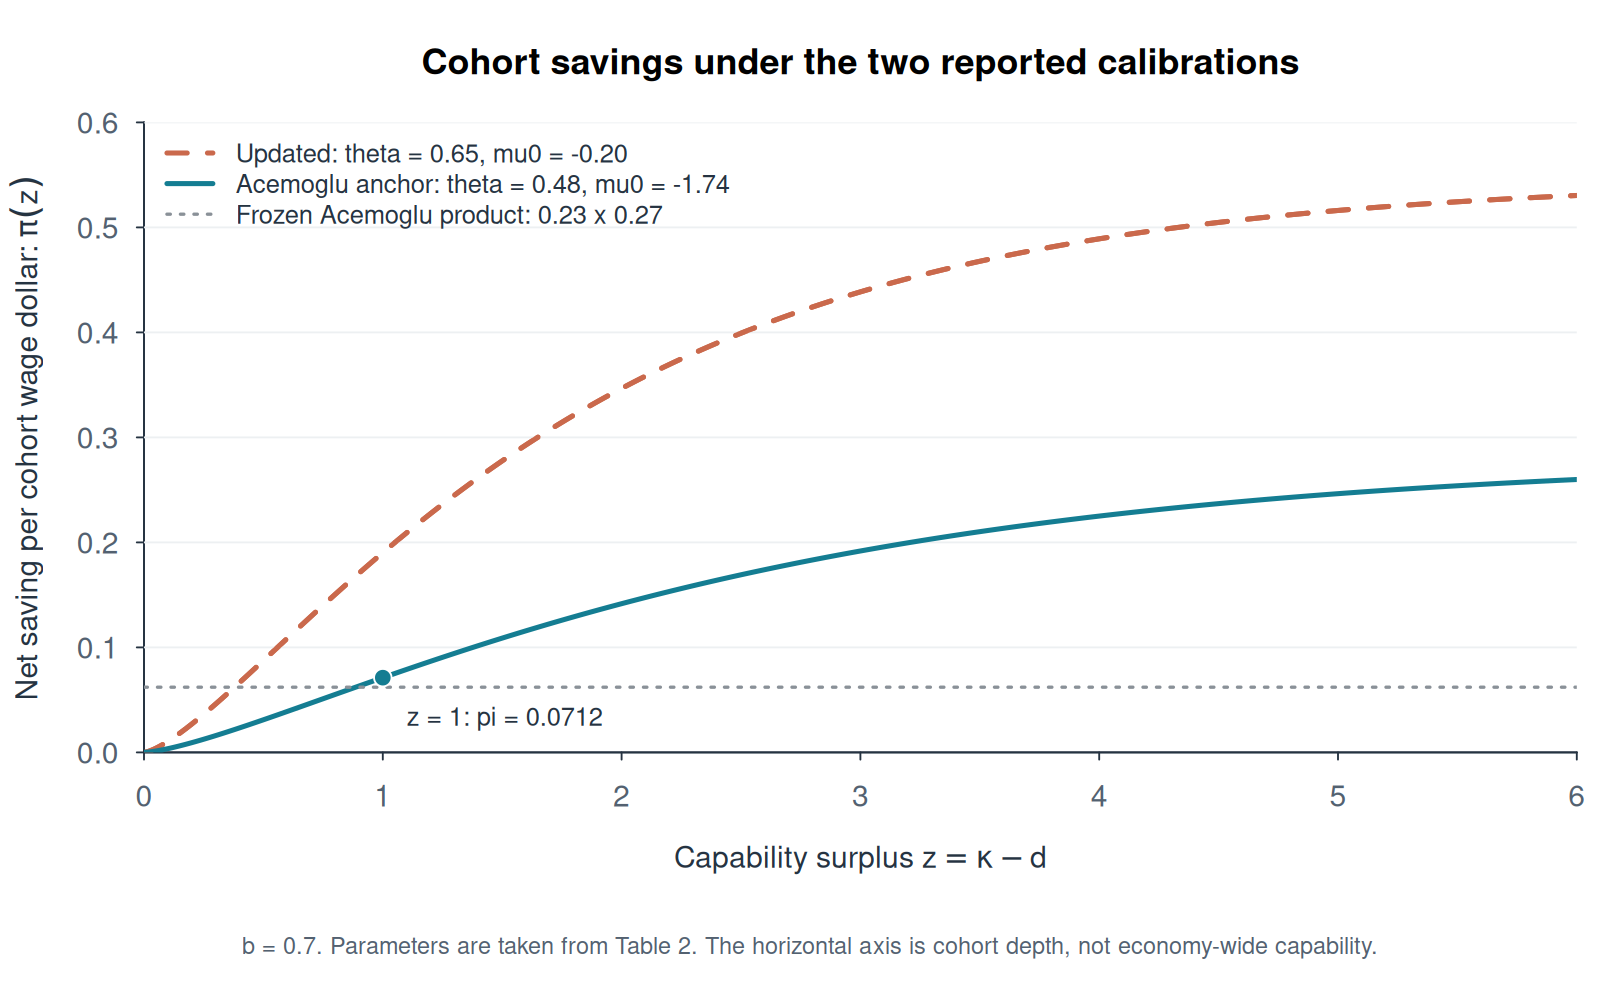 Cohort savings under the two reported calibrations
Net saving per cohort wage dollar: π(z)
0.6
0.5
0.4
0.3
0.2
0.1
0.0
Updated: theta = 0.65, mu0 = -0.20
Acemoglu anchor: theta = 0.48, mu0 = -1.74
Frozen Acemoglu product: 0.23 x 0.27
z = 1: pi = 0.0712
0 1 2 3 4 5 6
Capability surplus z = κ − d
b = 0.7. Parameters are taken from Table 2. The horizontal axis is cohort depth, not economy-wide capability.